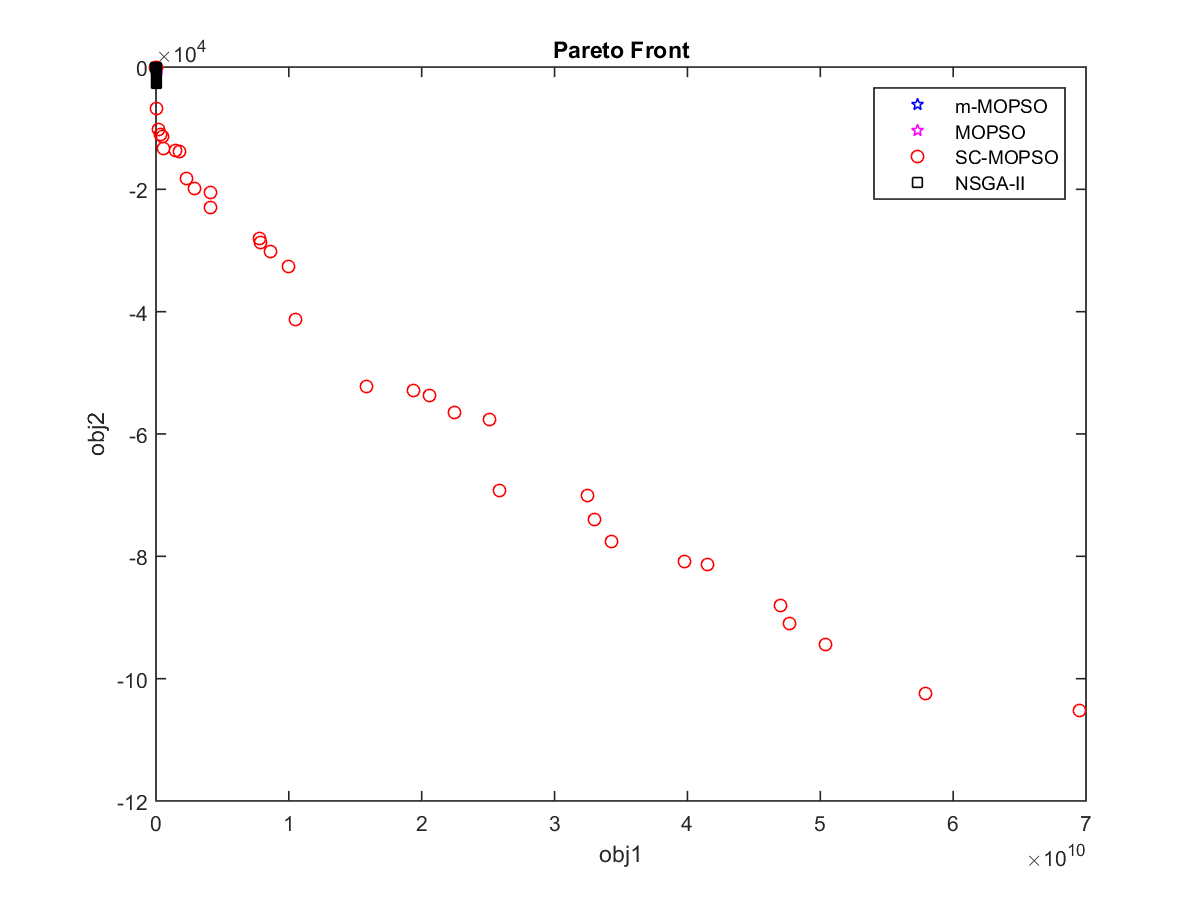 Pareto Front
×10^4
0
-2
-4
-6
-8
-10
-12
obj2
m-MOPSO
MOPSO
SC-MOPSO
NSGA-II
0 1 2 3 4 5 6 7
obj1
×10^10